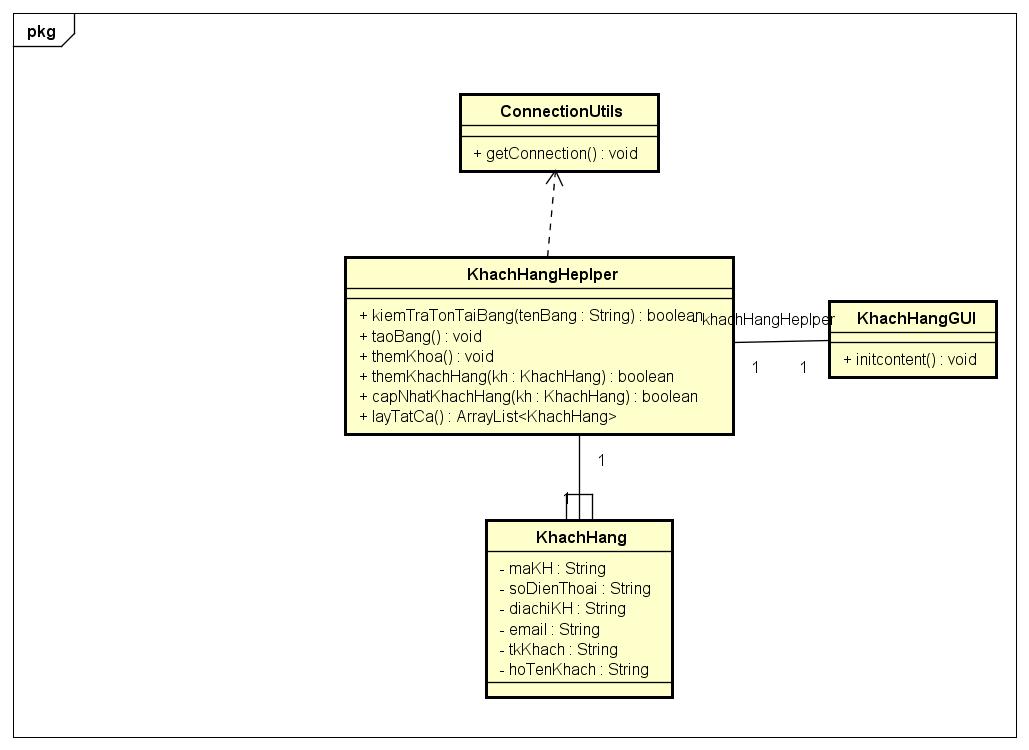 pkg
ConnectionUtils
+ getConnection() : void
KhachHangHeplper
+ kiemTraTonTaiBang(tenBang : String) : boolean
+ taoBang() : void
+ themKhoa() : void
+ themKhachHang(kh : KhachHang) : boolean
+ capNhatKhachHang(kh : KhachHang) : boolean
+ layTatCa() : ArrayList<KhachHang>
- khachHangHeplper
1
1
KhachHangGUI
+ initcontent() : void
1
1
KhachHang
- maKH : String
- soDienThoai : String
- diachiKH : String
- email : String
- tkKhach : String
- hoTenKhach : String